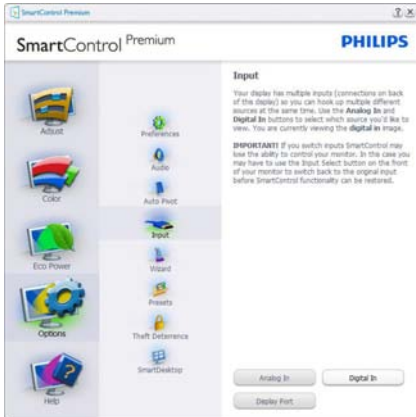 SmartControl Premium
SmartControl Premium
PHILIPS
Adjust
Color
Eco Power
Options
Help
Preferences
Audio
Auto Pivot
Input
Wizard
Presets
Theft Deterrence
SmartDesktop
Input
Your display has multiple inputs (connections on back
of this display) so you can hook up multiple different
sources at the same time. Use the Analog In and
Digital In buttons to select which source you'd like to
view. You are currently viewing the digital in image.
IMPORTANT! If you switch inputs SmartControl may
lose the ability to control your monitor. In this case you
may have to use the Input Select button on the front
of your monitor to switch back to the original input
before SmartControl functionality can be restored.
Analog In
Digital In
Display Port